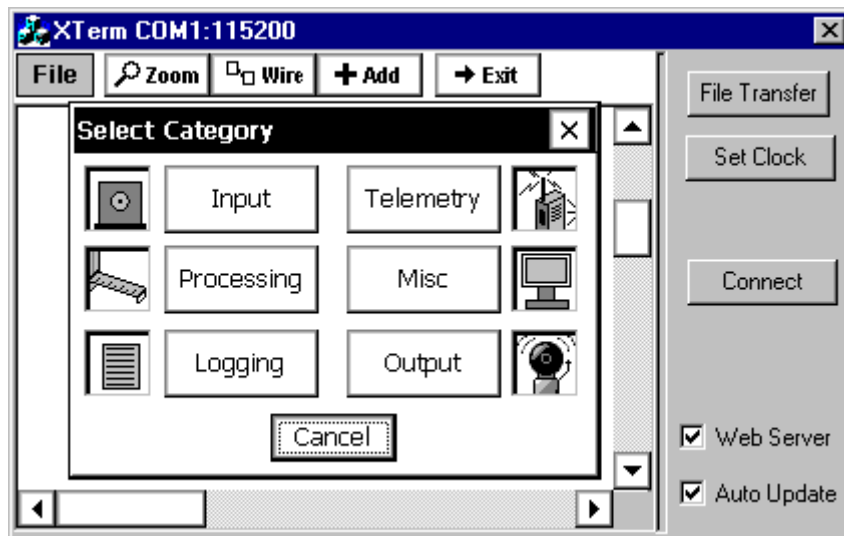 XTerm COM1:115200
File Zoom Wire Add Exit
Select Category
Input Telemetry
Processing Misc
Logging Output
Cancel
File Transfer
Set Clock
Connect
Web Server
Auto Update